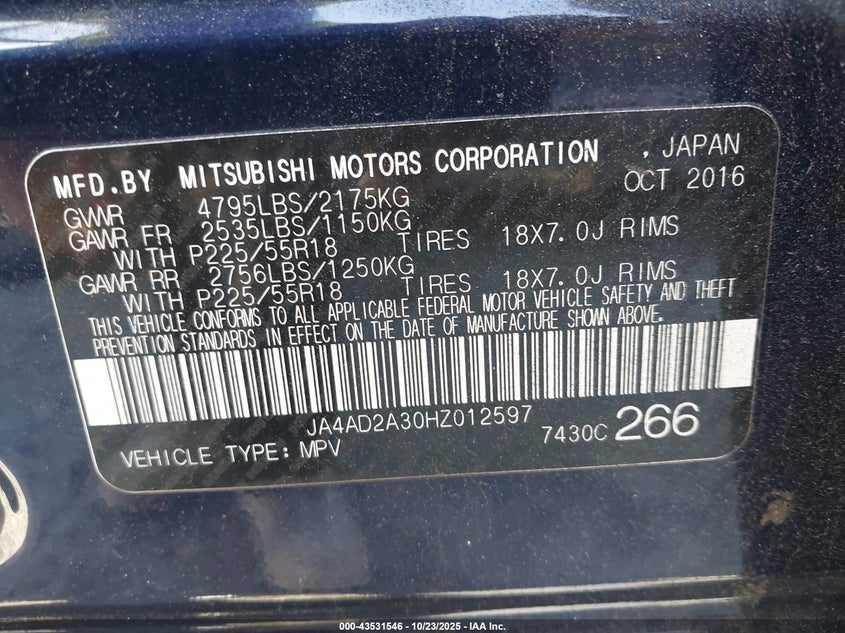 MFD.BY MITSUBISHI MOTORS CORPORATION , JAPAN
OCT 2016
GVWR 4795LBS/2175KG
GAWR FR 2535LBS/1150KG
WITH P225/55R18 TIRES 18X7.0J RIMS
GAWR RR 2756LBS/1250KG
WITH P225/55R18 TIRES 18X7.0J RIMS
THIS VEHICLE CONFORMS TO ALL APPLICABLE FEDERAL MOTOR VEHICLE SAFETY AND THEFT
PREVENTION STANDARDS IN EFFECT ON THE DATE OF MANUFACTURE SHOWN ABOVE.
JA4AD2A30HZ012597
7430C 266
VEHICLE TYPE: MPV
000-43531546 - 10/23/2025 - IAA Inc.